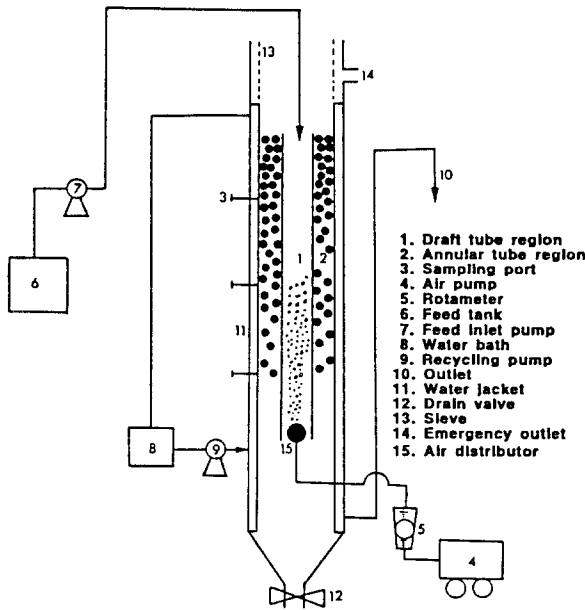 13
14
7
10
3
1
2
6
11
8
9
15
5
4
12
1. Draft tube region
2. Annular tube region
3. Sampling port
4. Air pump
5. Rotameter
6. Feed tank
7. Feed inlet pump
8. Water bath
9. Recycling pump
10. Outlet
11. Water jacket
12. Drain valve
13. Sieve
14. Emergency outlet
15. Air distributor